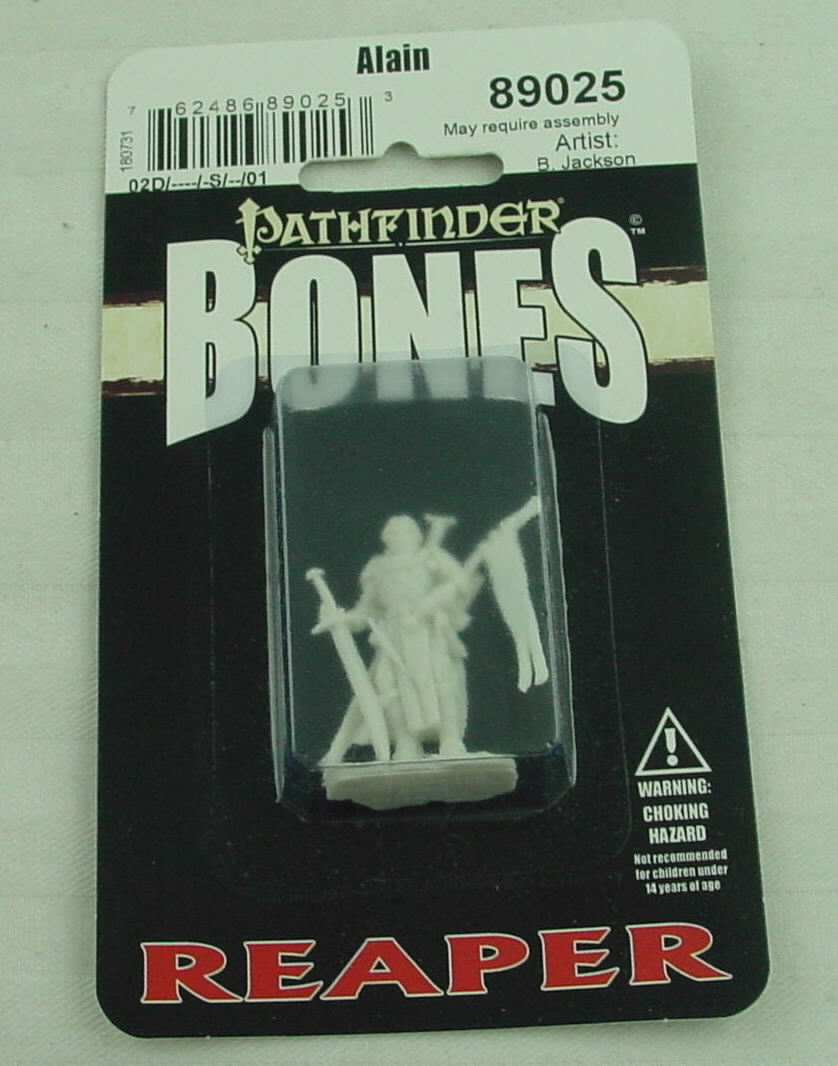 Alain
89025
7 62486 89025 3
May require assembly
Artist:
B. Jackson
180731
02D/----/-S/--/01
PATHFINDER®
BONES ©™
WARNING:
CHOKING
HAZARD
Not recommended
for children under
14 years of age
REAPER